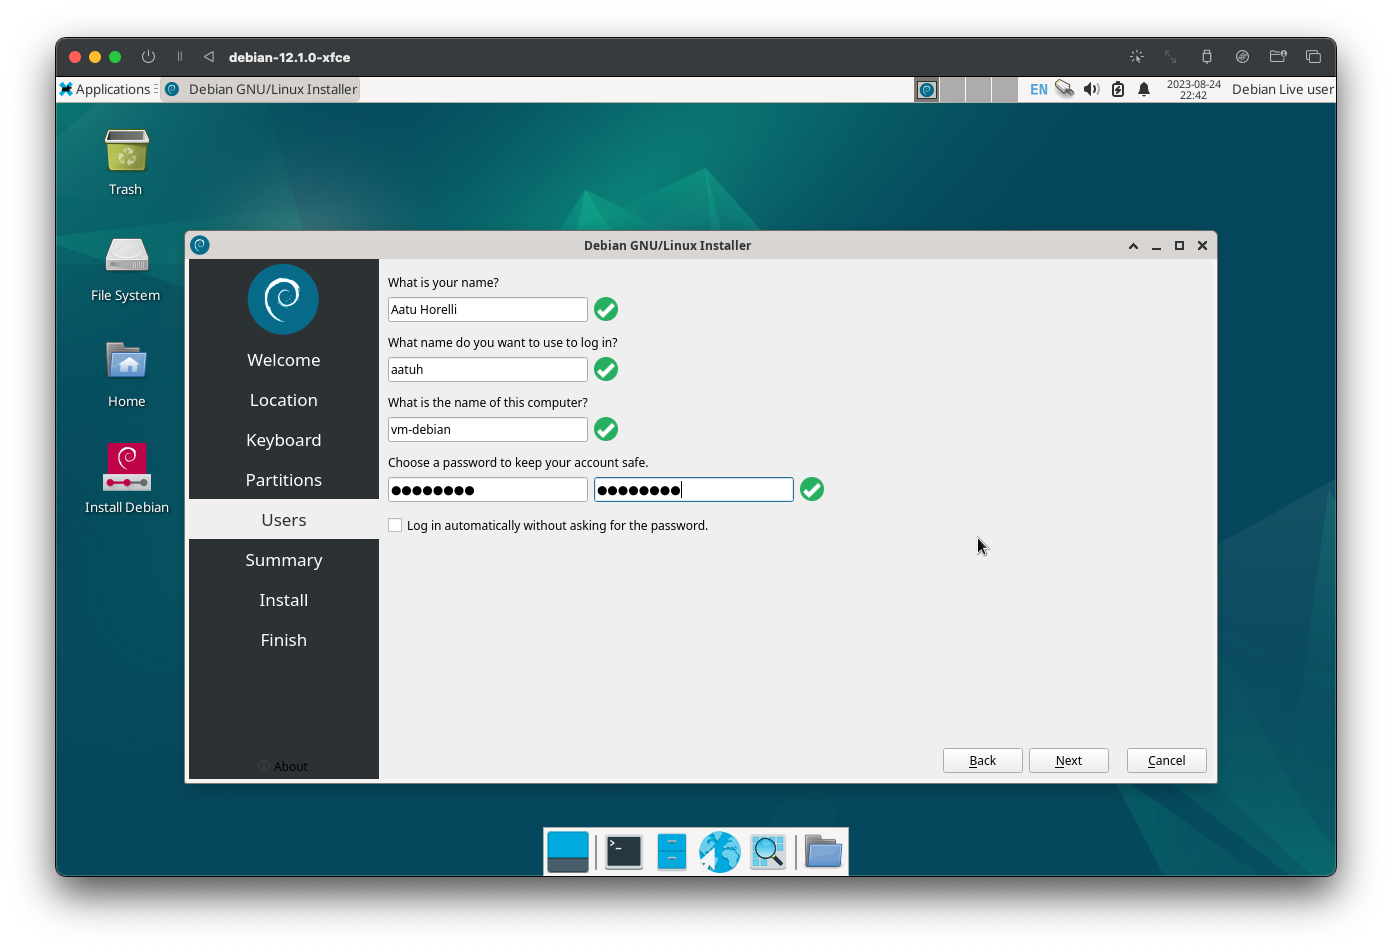 debian-12.1.0-xfce
Applications
Debian GNU/Linux Installer
EN
2023-08-24
22:42
Debian Live user
Trash
File System
Home
Install Debian
Debian GNU/Linux Installer
Welcome
Location
Keyboard
Partitions
Users
Summary
Install
Finish
About
What is your name?
Aatu Horelli
What name do you want to use to log in?
aatuh
What is the name of this computer?
vm-debian
Choose a password to keep your account safe.
●●●●●●●● ●●●●●●●●
Log in automatically without asking for the password.
Back
Next
Cancel